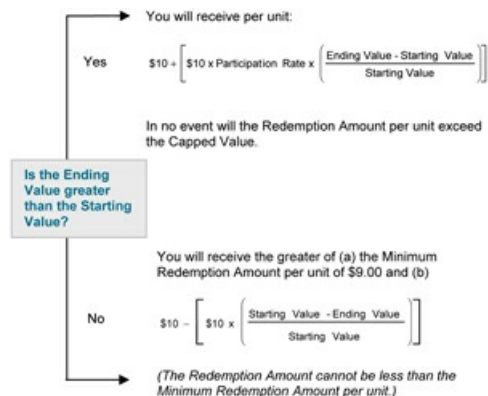 You will receive per unit:
Yes
$10 + [$10 x Participation Rate x (Ending Value - Starting Value / Starting Value)]
In no event will the Redemption Amount per unit exceed
the Capped Value.
Is the Ending
Value greater
than the Starting
Value?
You will receive the greater of (a) the Minimum
Redemption Amount per unit of $9.00 and (b)
No
$10 − [$10 x (Starting Value - Ending Value / Starting Value)]
(The Redemption Amount cannot be less than the
Minimum Redemption Amount per unit.)